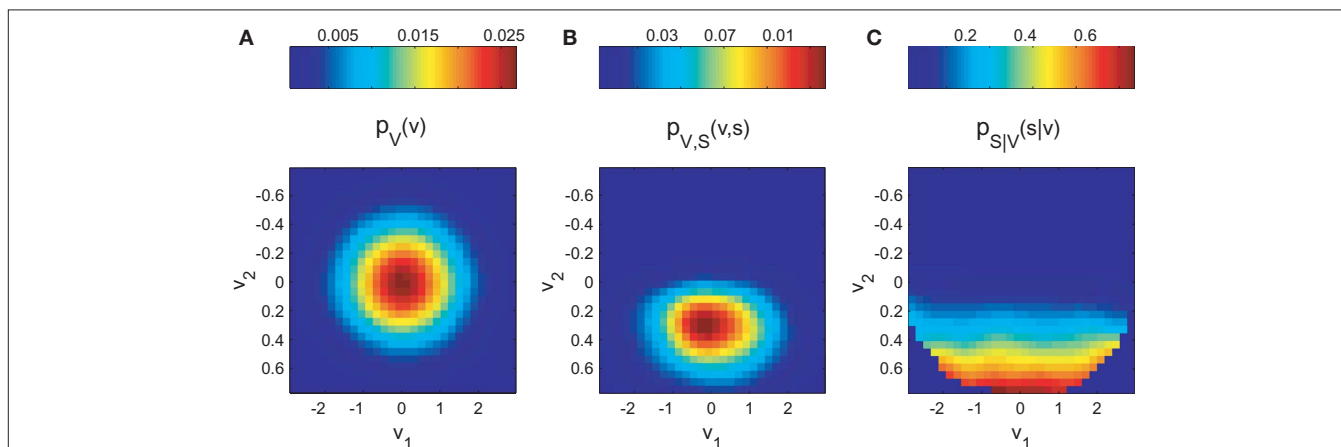 A 0.005 0.015 0.025 B 0.03 0.07 0.01 C 0.2 0.4 0.6
p_V(v) p_V,S(v,s) p_S|V(s|v)
-0.6 -0.6 -0.6
-0.4 -0.4 -0.4
-0.2 -0.2 -0.2
v_2 0 v_2 0 v_2 0
0.2 0.2 0.2
0.4 0.4 0.4
0.6 0.6 0.6
-2 -1 0 1 2 -2 -1 0 1 2 -2 -1 0 1 2
v_1 v_1 v_1